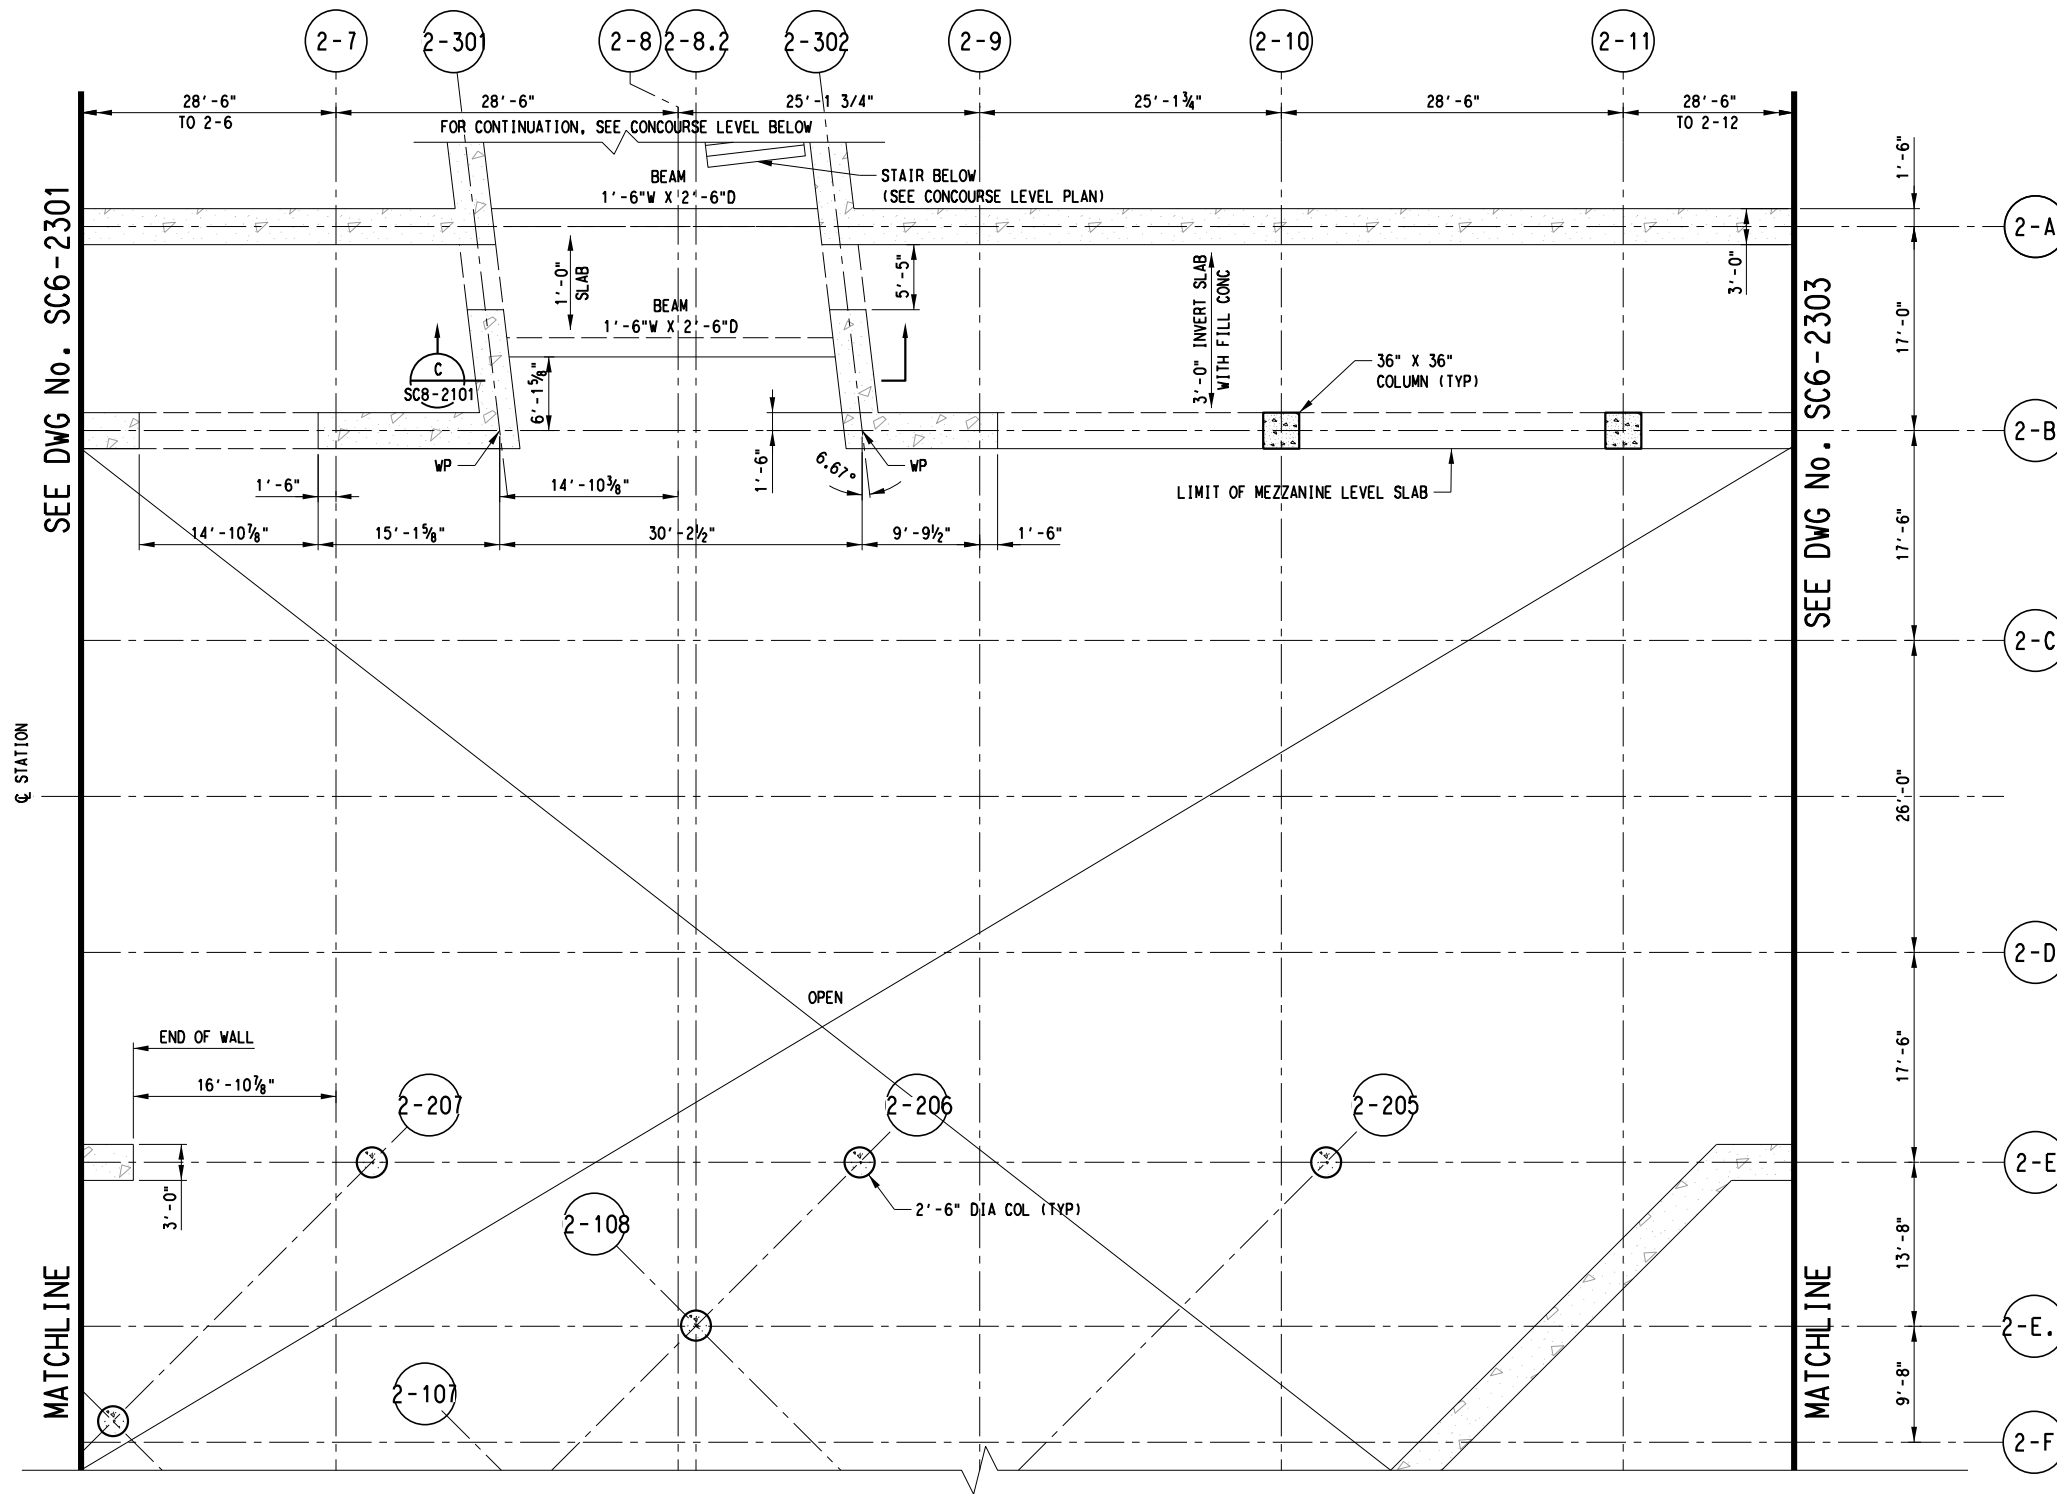 2-7
2-301
2-8
2-8.2
2-302
2-9
2-10
2-11
28'-6"
TO 2-6
28'-6"
25'-1 3/4"
25'-1¾"
28'-6"
28'-6"
TO 2-12
FOR CONTINUATION, SEE CONCOURSE LEVEL BELOW
BEAM
1'-6"W X 2'-6"D
STAIR BELOW
(SEE CONCOURSE LEVEL PLAN)
1'-6"
2-A
SEE DWG No. SC6-2301
1'-0"
SLAB
5'-5"
3'-0" INVERT SLAB
WITH FILL CONC
3'-0"
17'-0"
SEE DWG No. SC6-2303
BEAM
1'-6"W X 2'-6"D
C
SC8-2101
6'-1⅝"
36" X 36"
COLUMN (TYP)
2-B
WP
WP
1'-6"
6.67°
1'-6"
14'-10⅜"
LIMIT OF MEZZANINE LEVEL SLAB
14'-10⅞"
15'-1⅝"
30'-2½"
9'-9½"
1'-6"
17'-6"
2-C
℄ STATION
26'-0"
2-D
OPEN
END OF WALL
16'-10⅞"
17'-6"
2-207
2-206
2-205
2-E
3'-0"
2'-6" DIA COL (TYP)
2-108
13'-8"
MATCHLINE
MATCHLINE
2-E.
2-107
9'-8"
2-F